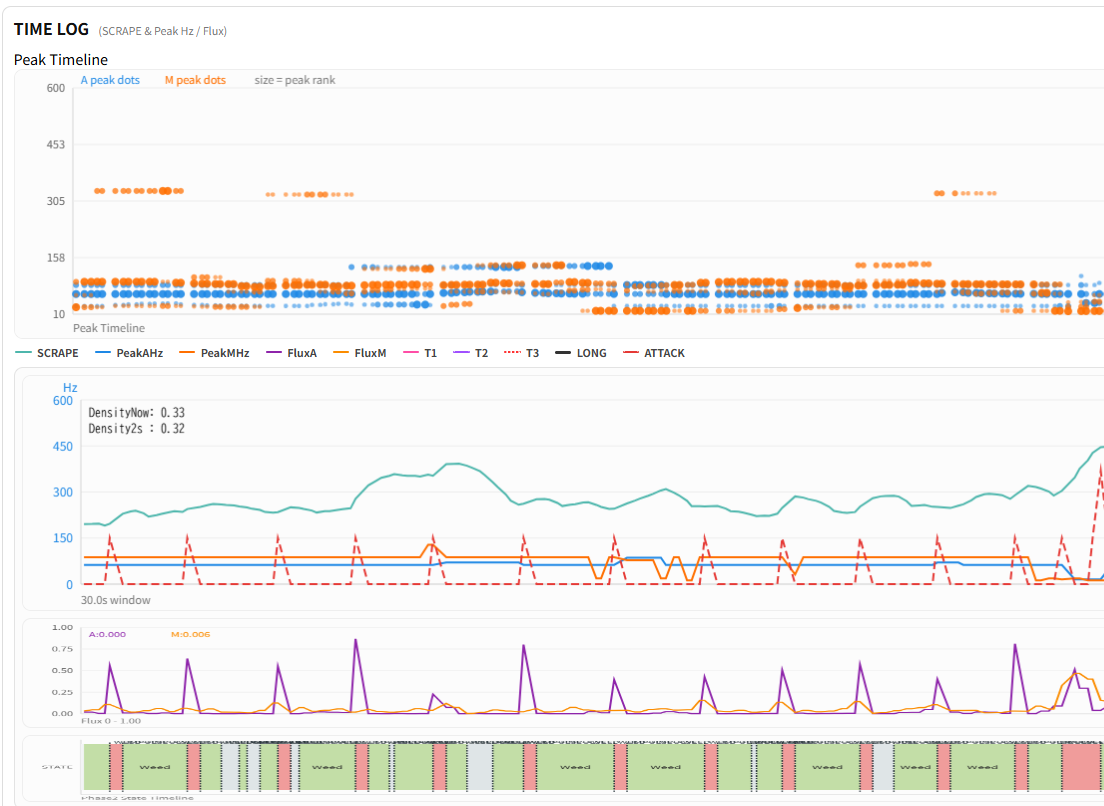 TIME LOG (SCRAPE & Peak Hz / Flux)
Peak Timeline
A peak dots M peak dots size = peak rank
600
453
305
158
10
Peak Timeline
SCRAPE PeakAHz PeakMHz FluxA FluxM T1 T2 T3 LONG ATTACK
Hz
600
DensityNow: 0.33
Density2s : 0.32
450
300
150
0
30.0s window
1.00
A:0.000 M:0.006
0.75
0.50
0.25
0.00
Flux 0 - 1.00
STATE Weed Weed Weed Weed Weed Weed Weed
Phase2 State Timeline